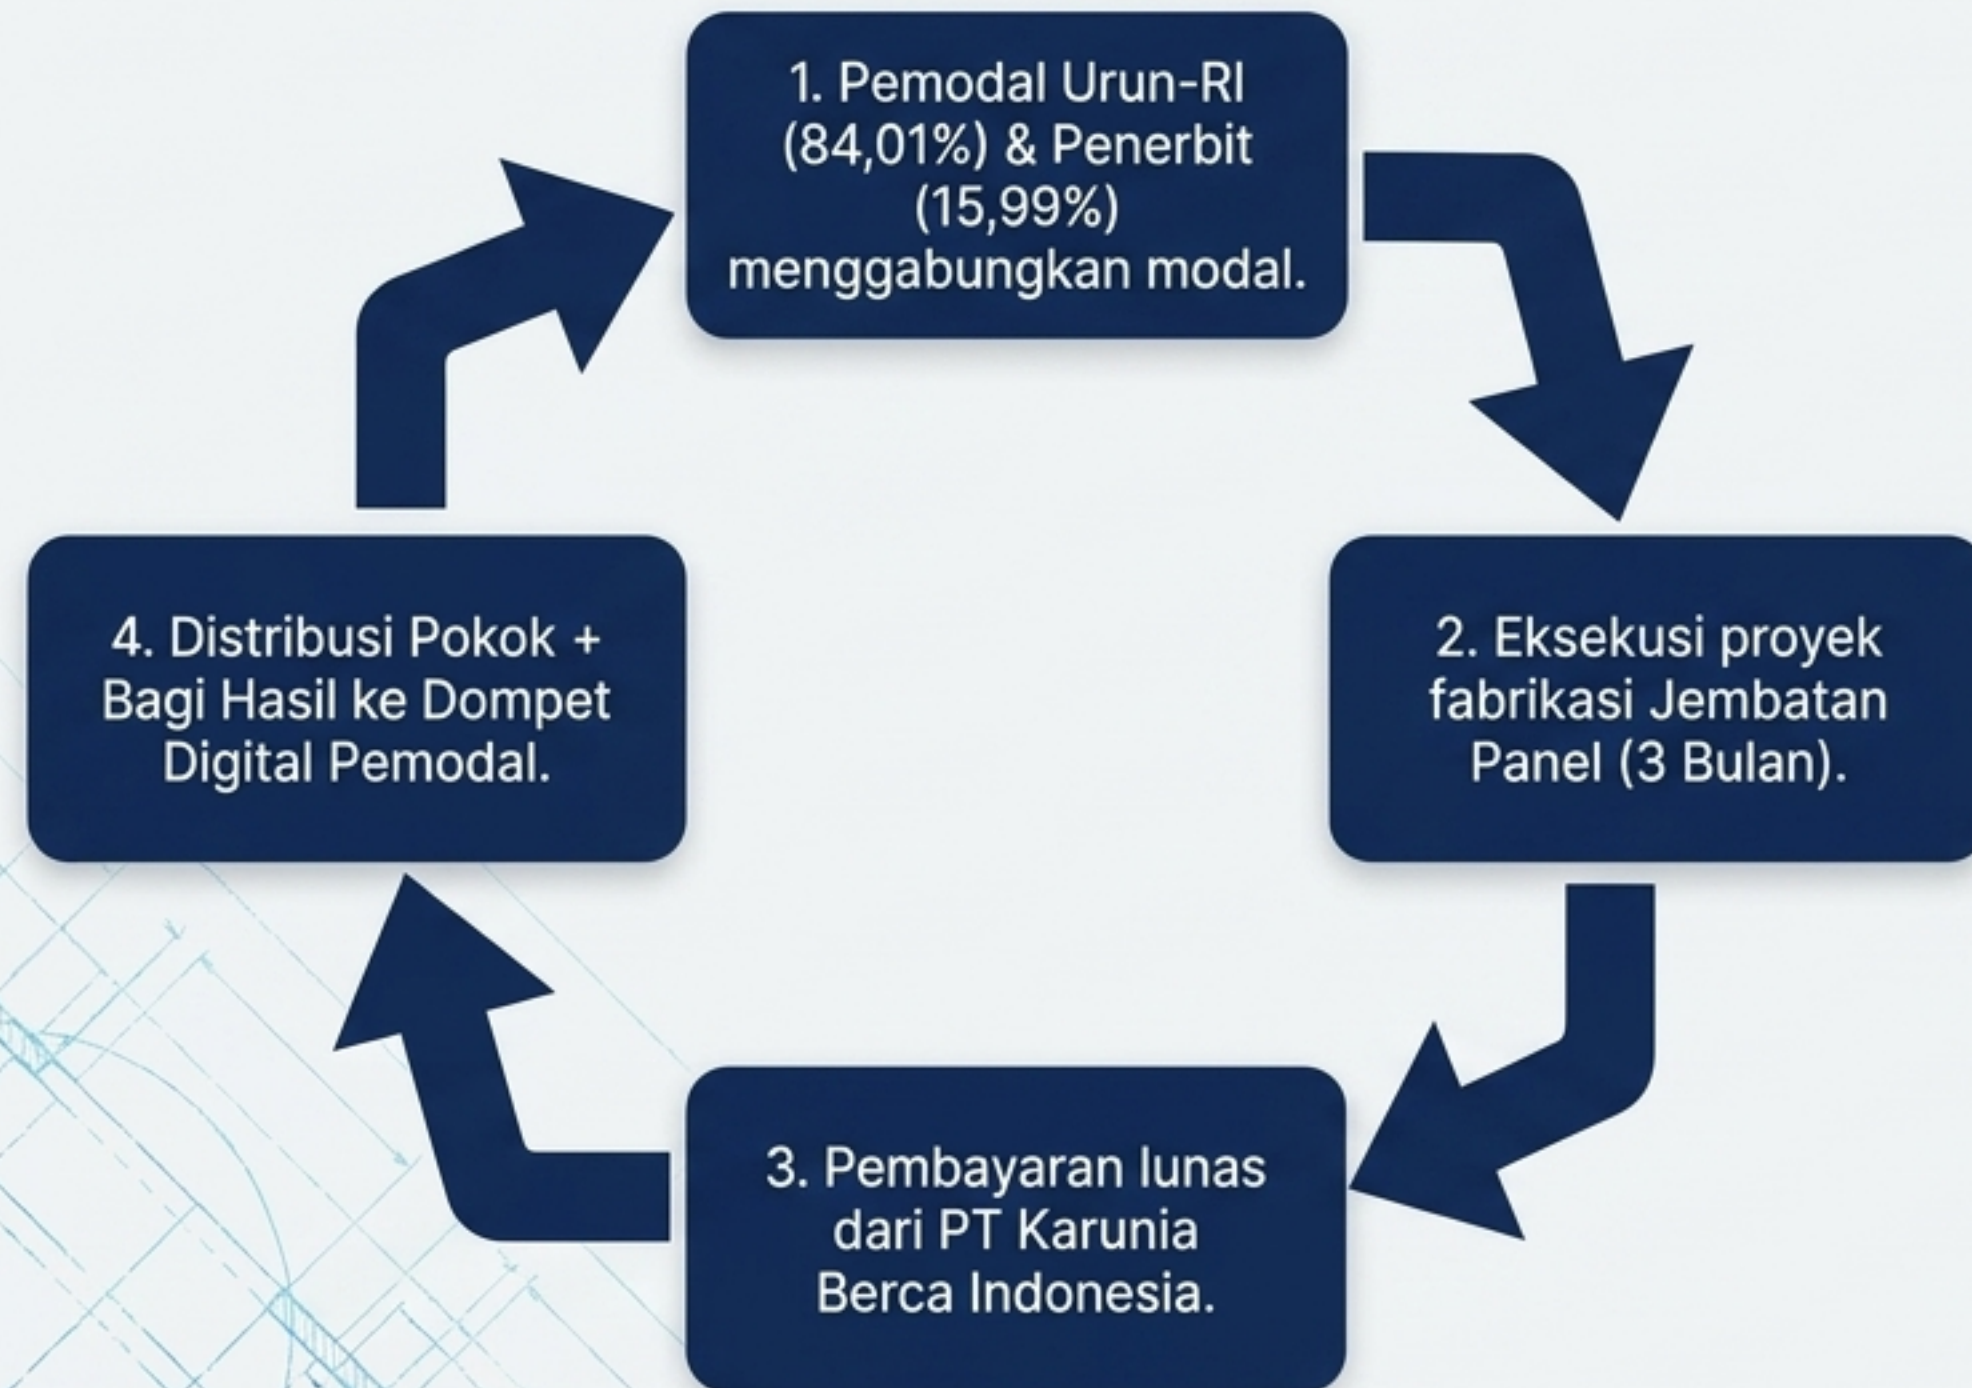 1. Pemodal Urun-RI
(84,01%) & Penerbit
(15,99%)
menggabungkan modal.
2. Eksekusi proyek
fabrikasi Jembatan
Panel (3 Bulan).
3. Pembayaran lunas
dari PT Karunia
Berca Indonesia.
4. Distribusi Pokok +
Bagi Hasil ke Dompet
Digital Pemodal.